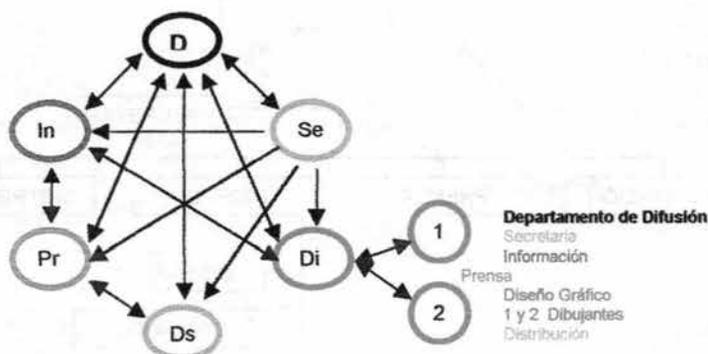 D
In
Se
Pr
Di
Ds
1
2
Departamento de Difusión
Secretaria
Información
Prensa
Diseño Gráfico
1 y 2 Dibujantes
Distribución